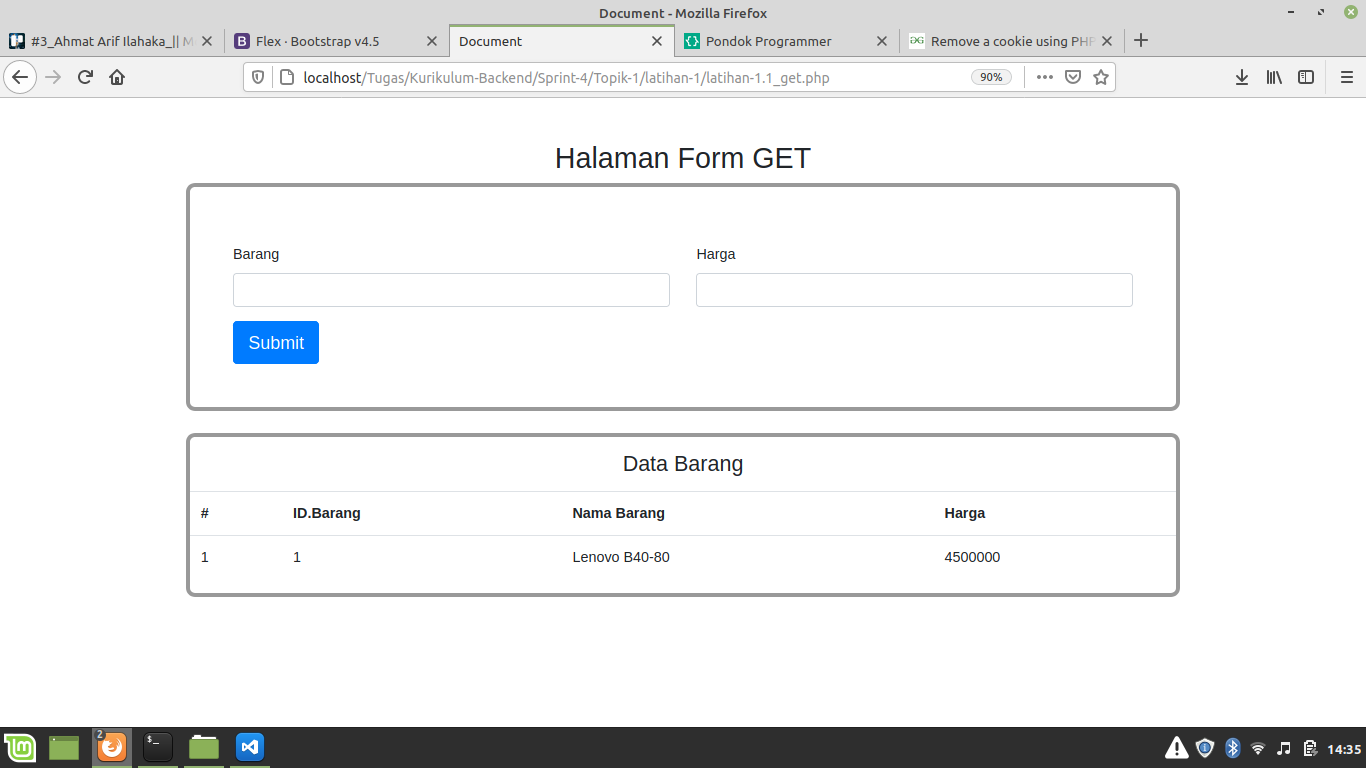 Document - Mozilla Firefox
#3_Ahmat Arif Ilahaka_|| M
Flex · Bootstrap v4.5
Document
Pondok Programmer
Remove a cookie using PHP
localhost/Tugas/Kurikulum-Backend/Sprint-4/Topik-1/latihan-1/latihan-1.1_get.php
90%
Halaman Form GET
Barang Harga
Submit
Data Barang
# ID.Barang Nama Barang Harga
1 1 Lenovo B40-80 4500000
2
14:35